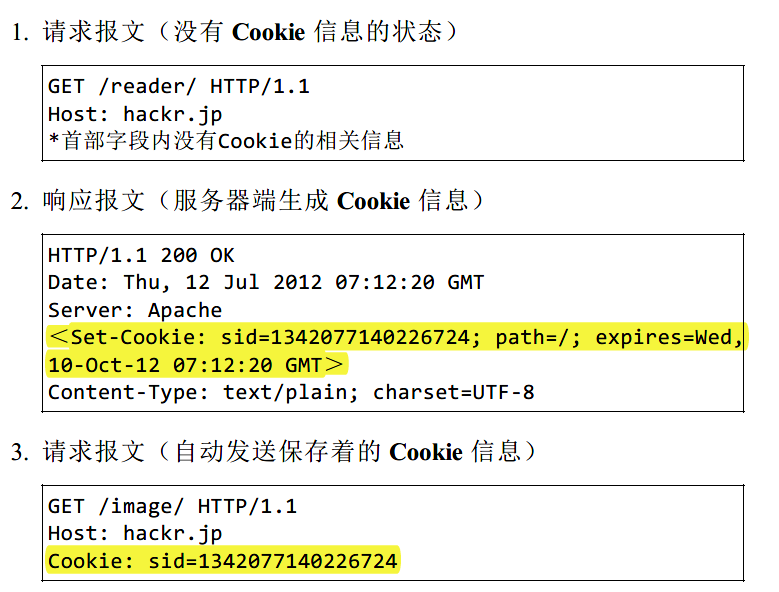 1. 请求报文（没有 Cookie 信息的状态）
GET /reader/ HTTP/1.1
Host: hackr.jp
*首部字段内没有Cookie的相关信息
2. 响应报文（服务器端生成 Cookie 信息）
HTTP/1.1 200 OK
Date: Thu, 12 Jul 2012 07:12:20 GMT
Server: Apache
＜Set-Cookie: sid=1342077140226724; path=/; expires=Wed,
10-Oct-12 07:12:20 GMT＞
Content-Type: text/plain; charset=UTF-8
3. 请求报文（自动发送保存着的 Cookie 信息）
GET /image/ HTTP/1.1
Host: hackr.jp
Cookie: sid=1342077140226724